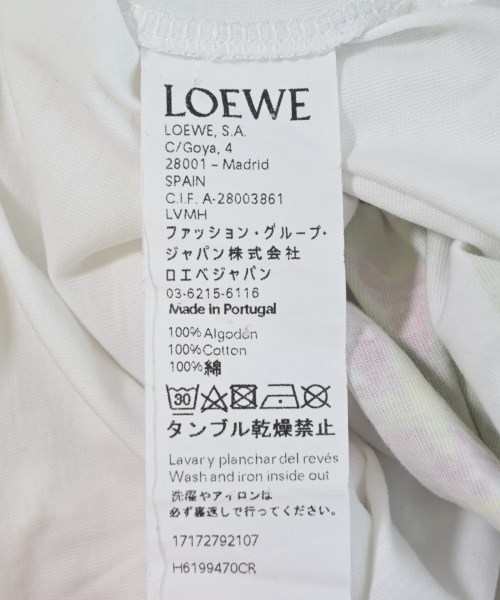 LOEWE
LOEWE, S.A.
C/Goya, 4
28001 – Madrid
SPAIN
C.I.F. A-28003861
LVMH
ファッション・グループ・
ジャパン株式会社
ロエベジャパン
03-6215-6116
Made in Portugal
100% Algodón
100% Cotton
100% 綿
30
タンブル乾燥禁止
Lavar y planchar del revés
Wash and iron inside out
洗濯やアイロンは
必ず裏返しで行ってください。
17172792107
H6199470CR